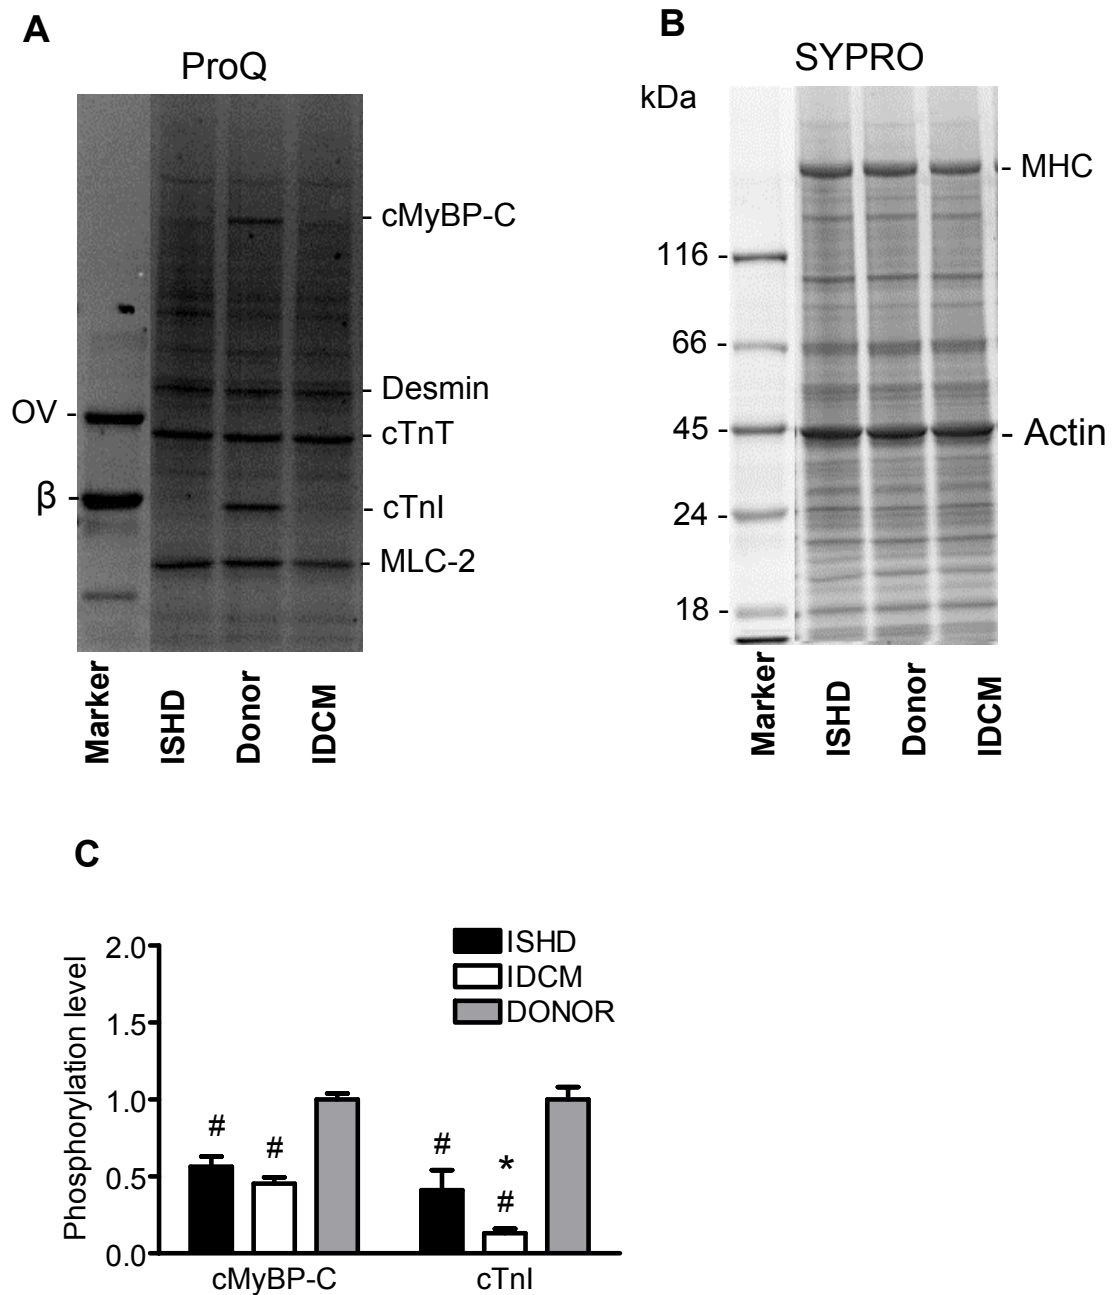 A
ProQ
OV -
β -
- cMyBP-C
- Desmin
- cTnT
- cTnI
- MLC-2
Marker
ISHD
Donor
IDCM
B
SYPRO
kDa
116 -
66 -
45 -
24 -
18 -
- MHC
- Actin
Marker
ISHD
Donor
IDCM
C
Phosphorylation level
2.0
1.5
1.0
0.5
0.0
ISHD
IDCM
DONOR
#
#
#
*
#
cMyBP-C
cTnI